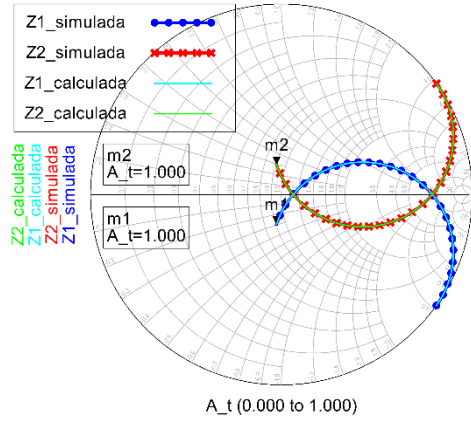 Z1_simulada
Z2_simulada
Z1_calculada
Z2_calculada
m2
A_t=1.000
m1
A_t=1.000
Z2_calculada
Z1_calculada
Z2_simulada
Z1_simulada
m2
A_t (0.000 to 1.000)